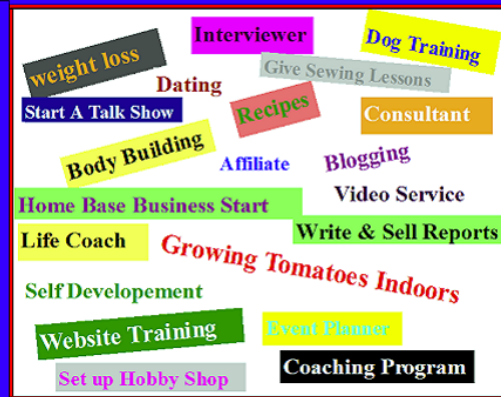 Interviewer
Dog Training
weight loss
Give Sewing Lessons
Dating
Start A Talk Show
Recipes
Consultant
Body Building
Affiliate
Blogging
Video Service
Home Base Business Start
Write & Sell Reports
Life Coach
Growing Tomatoes Indoors
Self Developement
Website Training
Event Planner
Coaching Program
Set up Hobby Shop